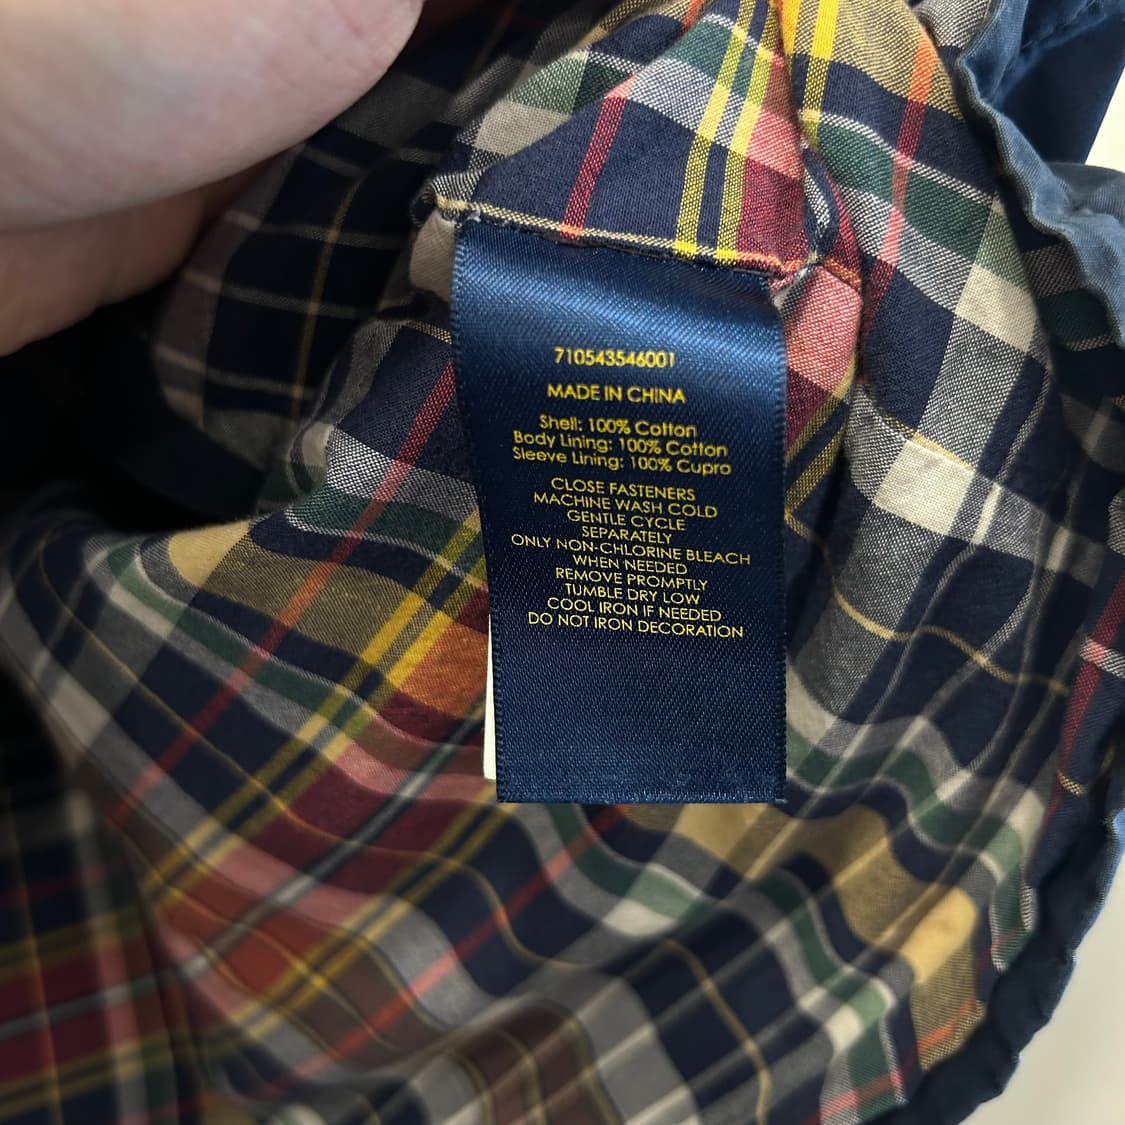 710543546001
MADE IN CHINA
Shell: 100% Cotton
Body Lining: 100% Cotton
Sleeve Lining: 100% Cupro
CLOSE FASTENERS
MACHINE WASH COLD
GENTLE CYCLE
SEPARATELY
ONLY NON-CHLORINE BLEACH
WHEN NEEDED
REMOVE PROMPTLY
TUMBLE DRY LOW
COOL IRON IF NEEDED
DO NOT IRON DECORATION